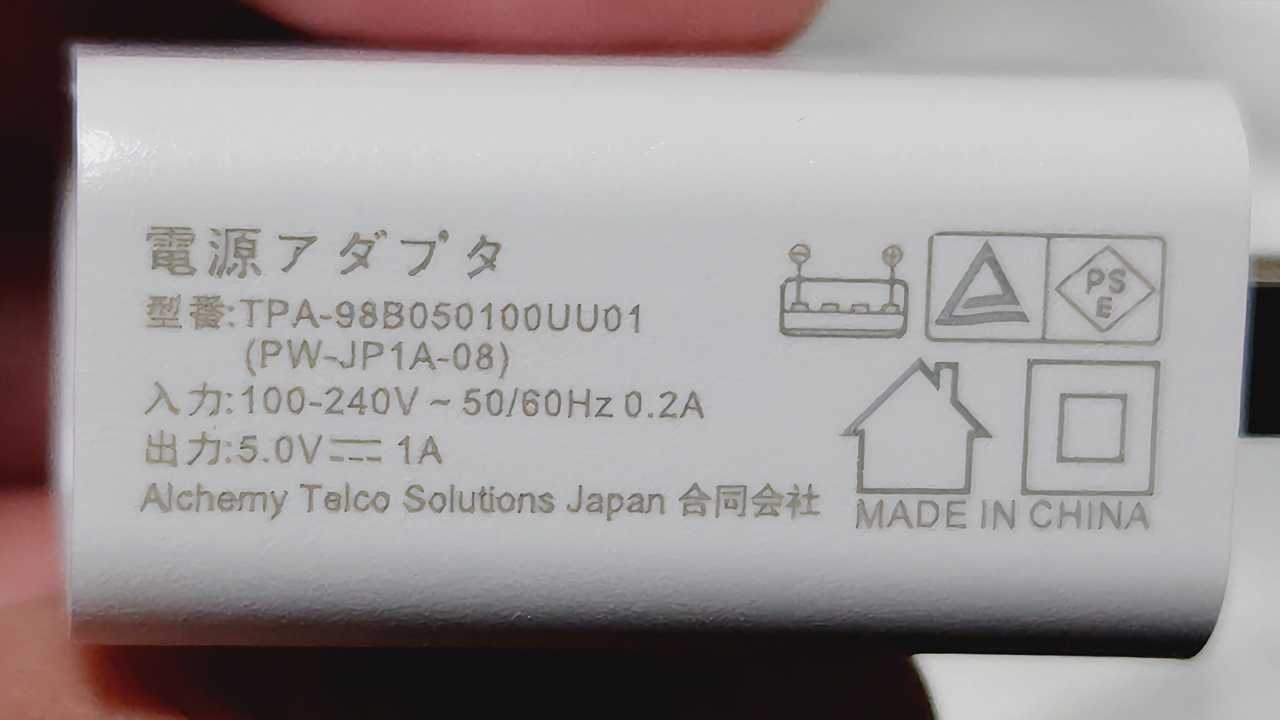 電源アダプタ
型番:TPA-98B050100UU01
(PW-JP1A-08)
入力:100-240V ~ 50/60Hz 0.2A
出力:5.0V⎓1A
Alchemy Telco Solutions Japan 合同会社
PS
E
MADE IN CHINA